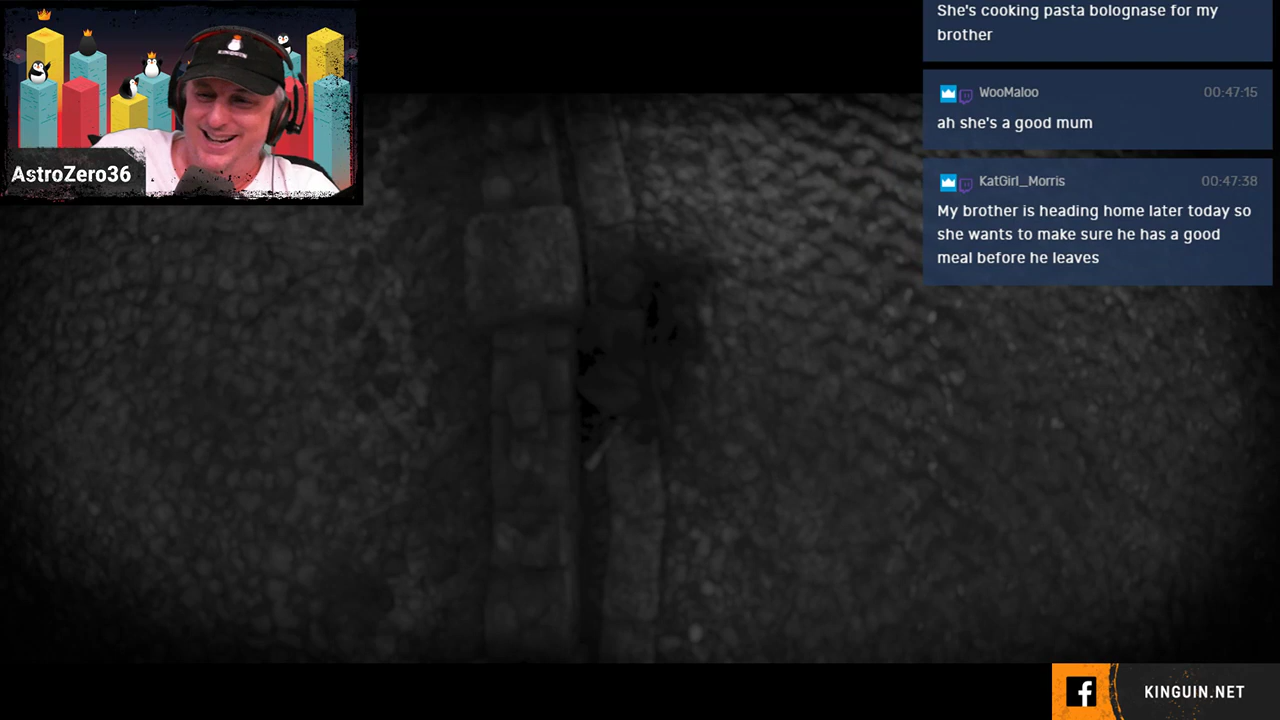 She's cooking pasta bolognase for my
brother
WooMaloo 00:47:15
ah she's a good mum
KatGirl_Morris 00:47:38
My brother is heading home later today so
she wants to make sure he has a good
meal before he leaves
AstroZero36
KINGUIN.NET